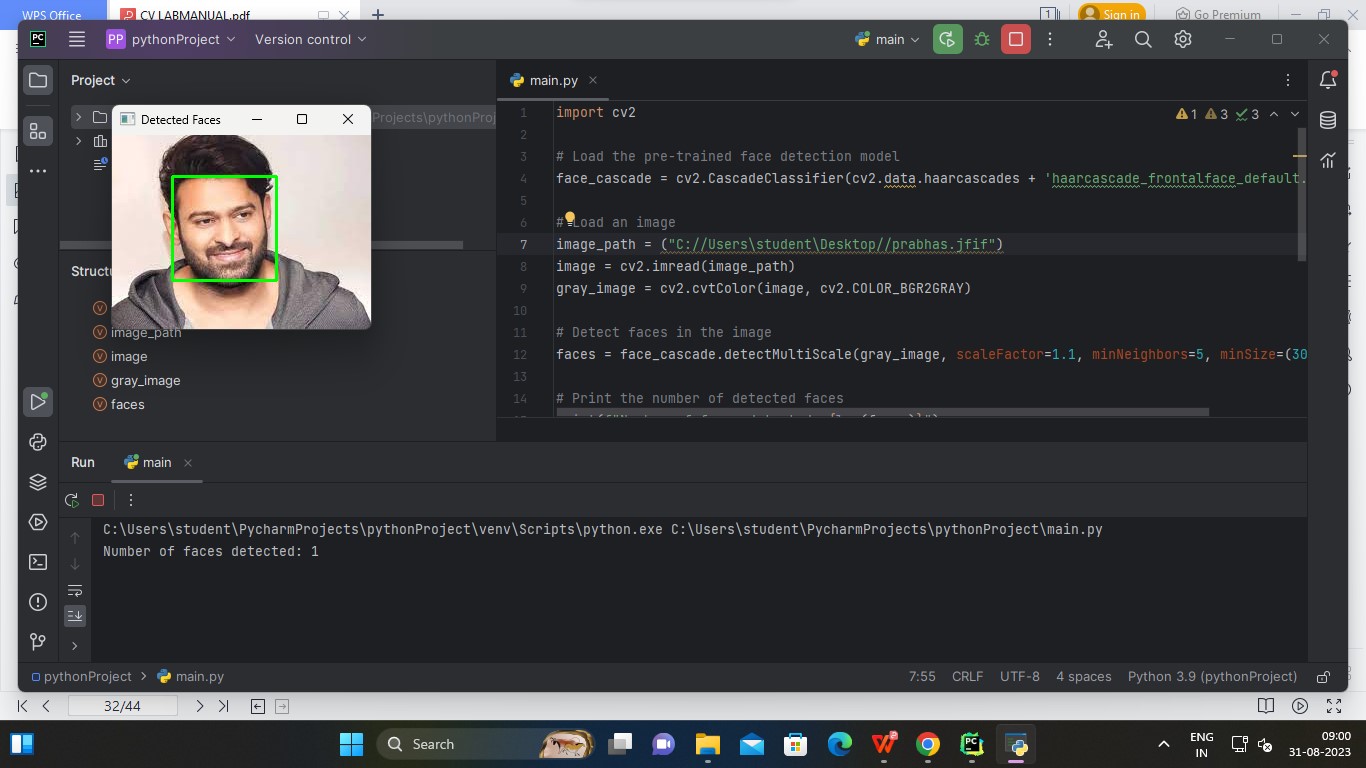 WPS Office
CV LABMANUAL.pdf
1
Sign in
Go Premium
PC
PP
pythonProject
Version control
main
Project
main.py
Projects\pythonProj
Detected Faces
1 3 3
1 import cv2
2
3 # Load the pre-trained face detection model
4 face_cascade = cv2.CascadeClassifier(cv2.data.haarcascades + 'haarcascade_frontalface_default.
5
6 # Load an image
7 image_path = ("C://Users\student\Desktop//prabhas.jfif")
8 image = cv2.imread(image_path)
9 gray_image = cv2.cvtColor(image, cv2.COLOR_BGR2GRAY)
10
11 # Detect faces in the image
12 faces = face_cascade.detectMultiScale(gray_image, scaleFactor=1.1, minNeighbors=5, minSize=(30
13
14 # Print the number of detected faces
Structu
V
V image_path
V image
V gray_image
V faces
Run
main
C:\Users\student\PycharmProjects\pythonProject\venv\Scripts\python.exe C:\Users\student\PycharmProjects\pythonProject\main.py
Number of faces detected: 1
pythonProject
main.py
7:55 CRLF UTF-8 4 spaces Python 3.9 (pythonProject)
32/44
Search
ENG
IN
09:00
31-08-2023